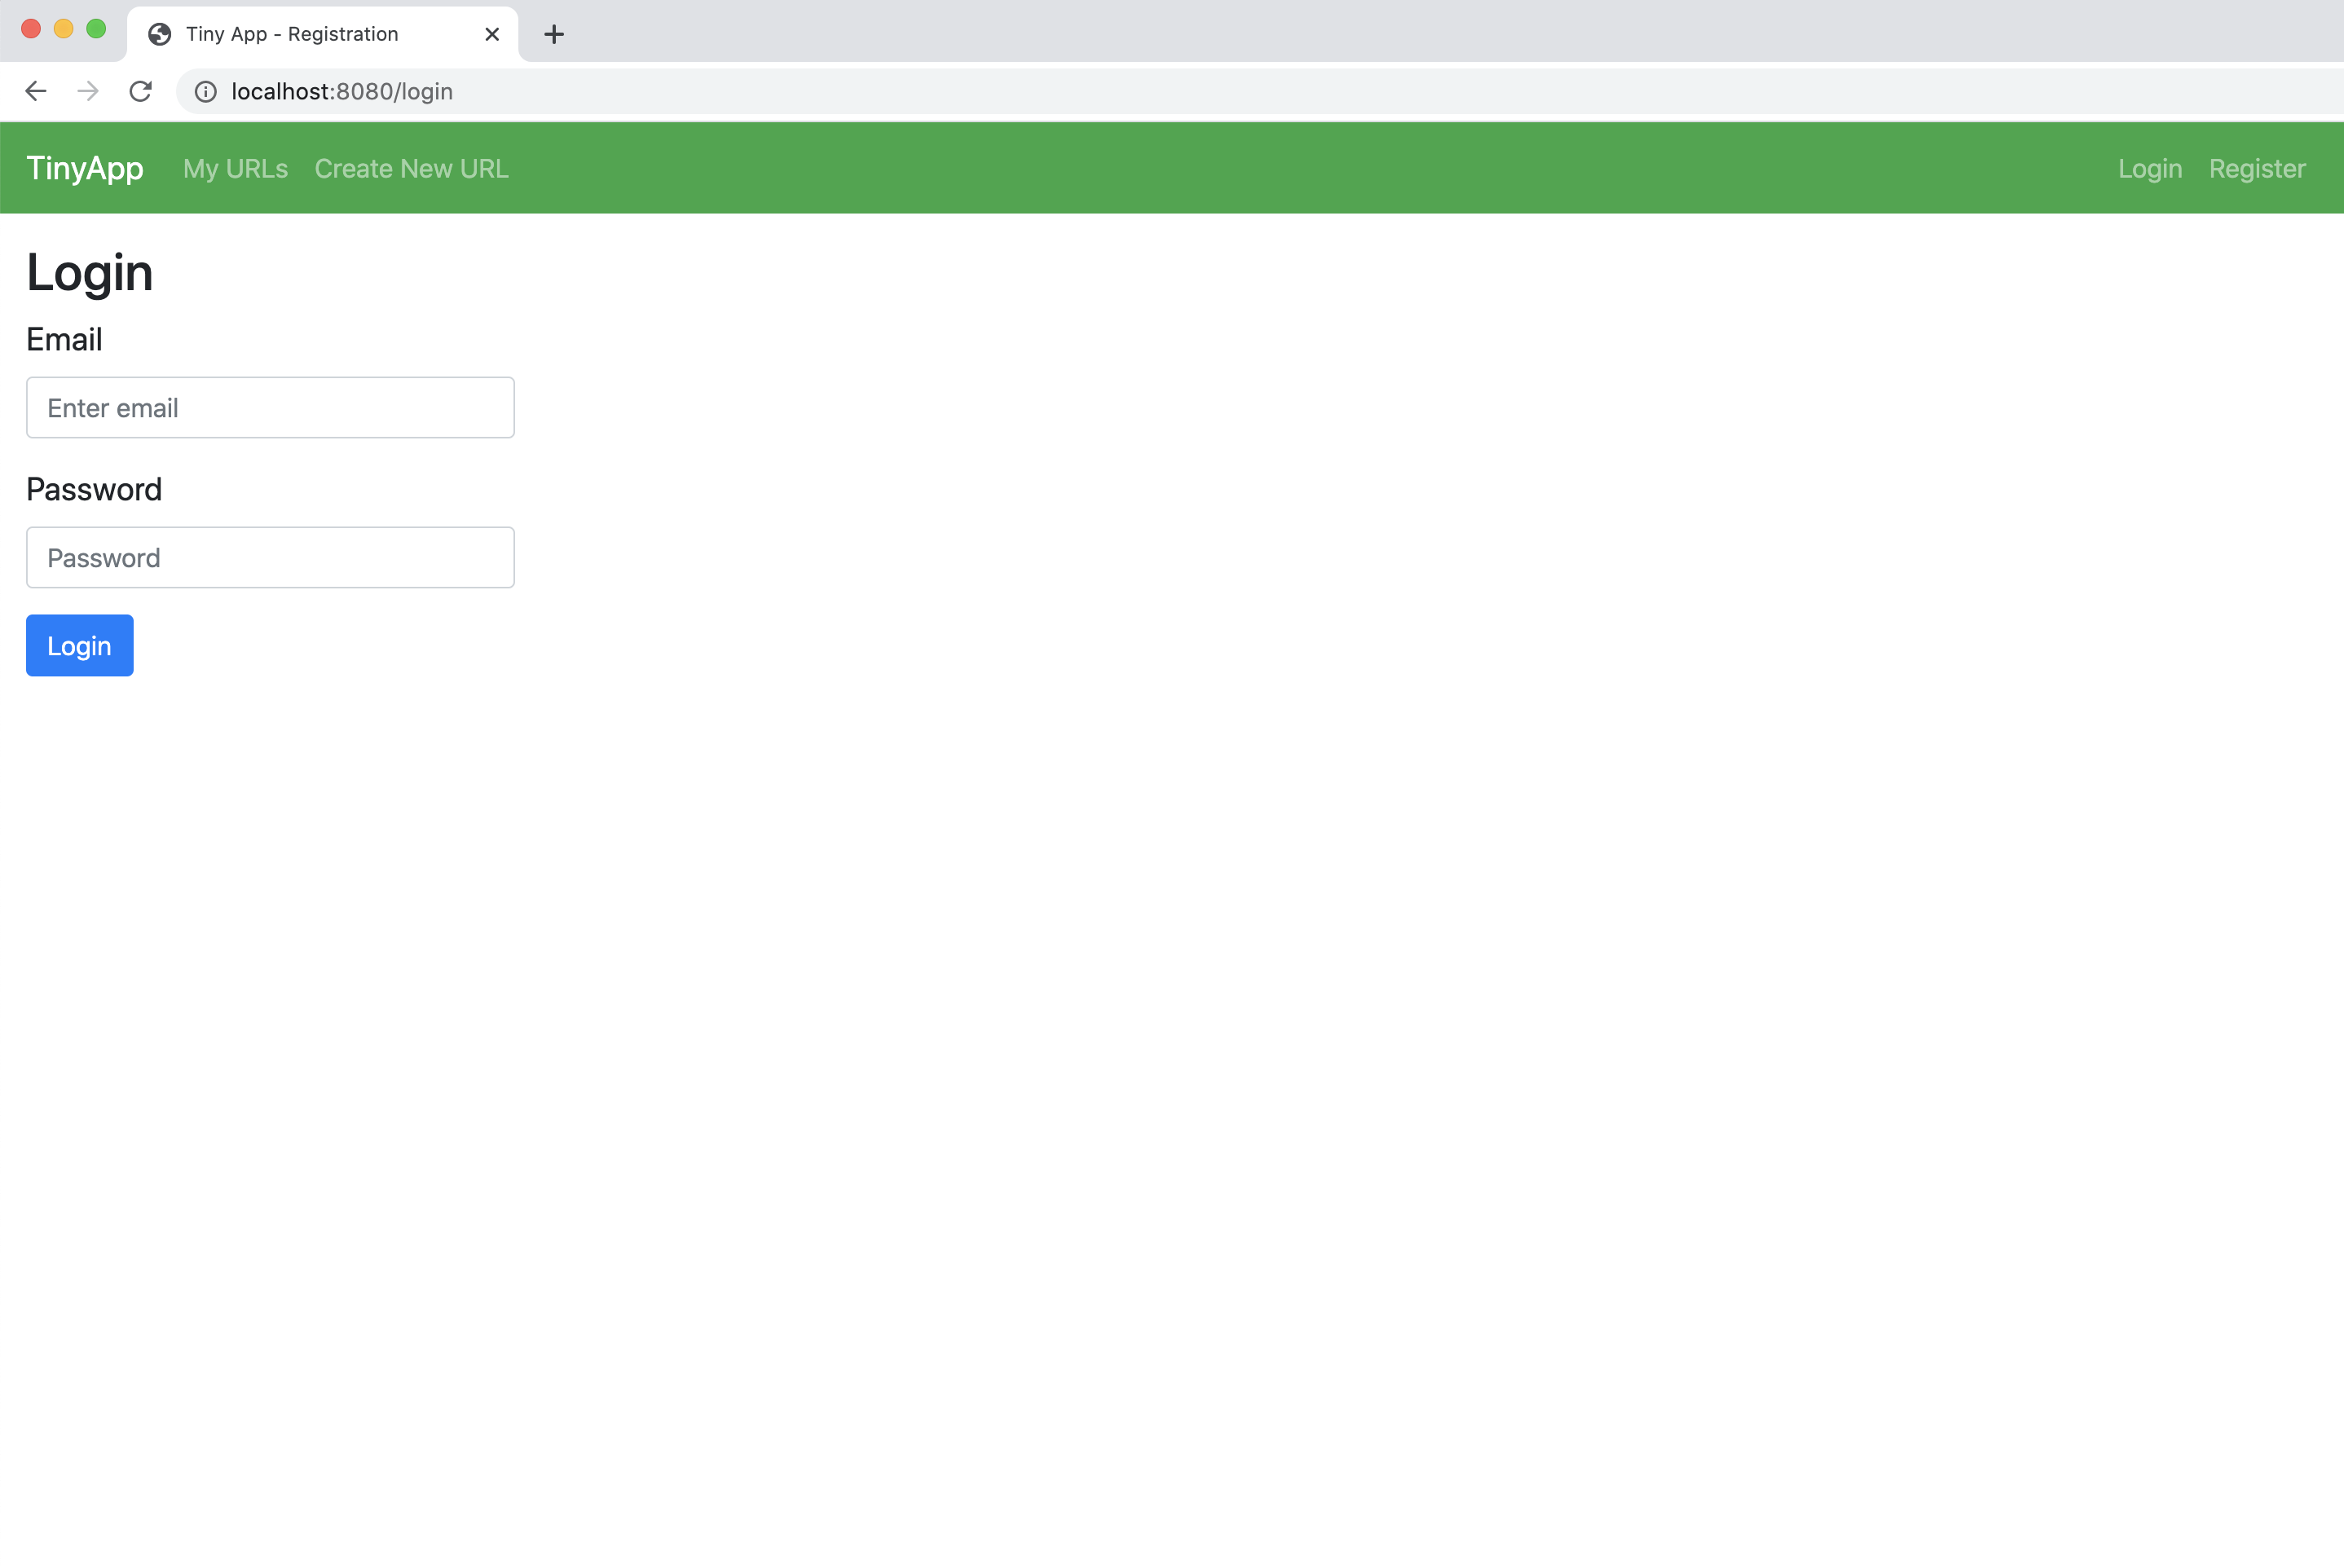 Tiny App - Registration
localhost:8080/login
TinyApp My URLs Create New URL Login Register
Login
Email
Enter email
Password
Password
Login